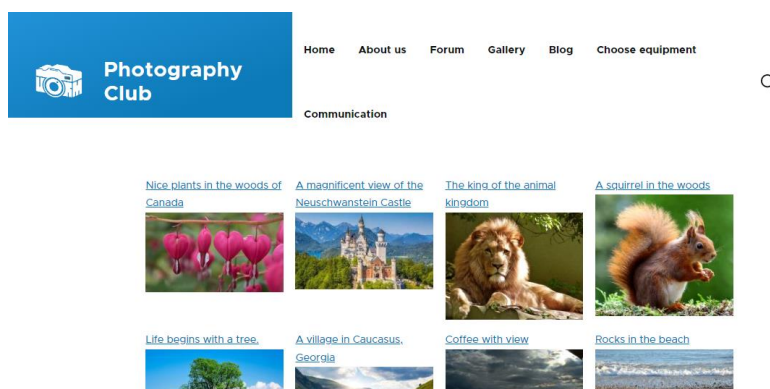 Photography
Club
Home About us Forum Gallery Blog Choose equipment
Communication
Nice plants in the woods of
Canada
A magnificent view of the
Neuschwanstein Castle
The king of the animal
kingdom
A squirrel in the woods
Life begins with a tree.
A village in Caucasus,
Georgia
Coffee with view
Rocks in the beach